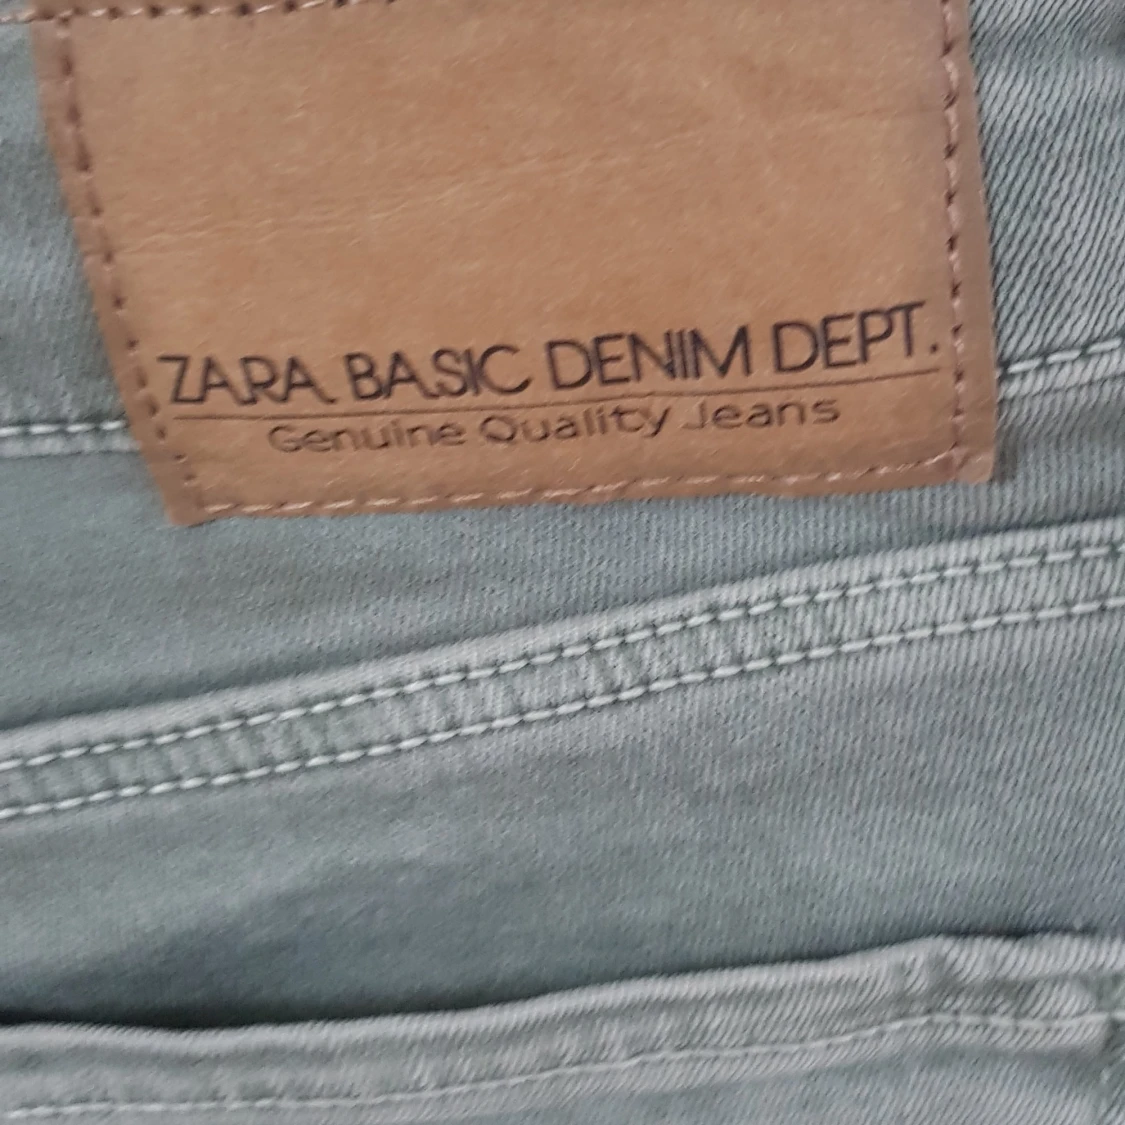 ZARA BASIC DENIM DEPT.
Genuine Quality Jeans